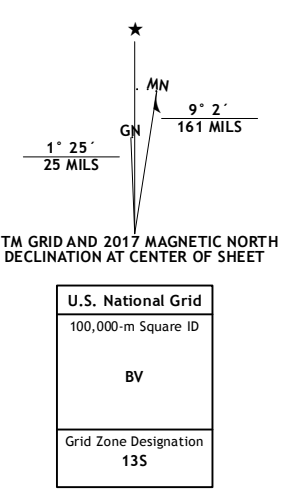 ★
MN
GN
9° 2´
161 MILS
1° 25´
25 MILS
TM GRID AND 2017 MAGNETIC NORTH
DECLINATION AT CENTER OF SHEET
U.S. National Grid
100,000-m Square ID
BV
Grid Zone Designation
13S